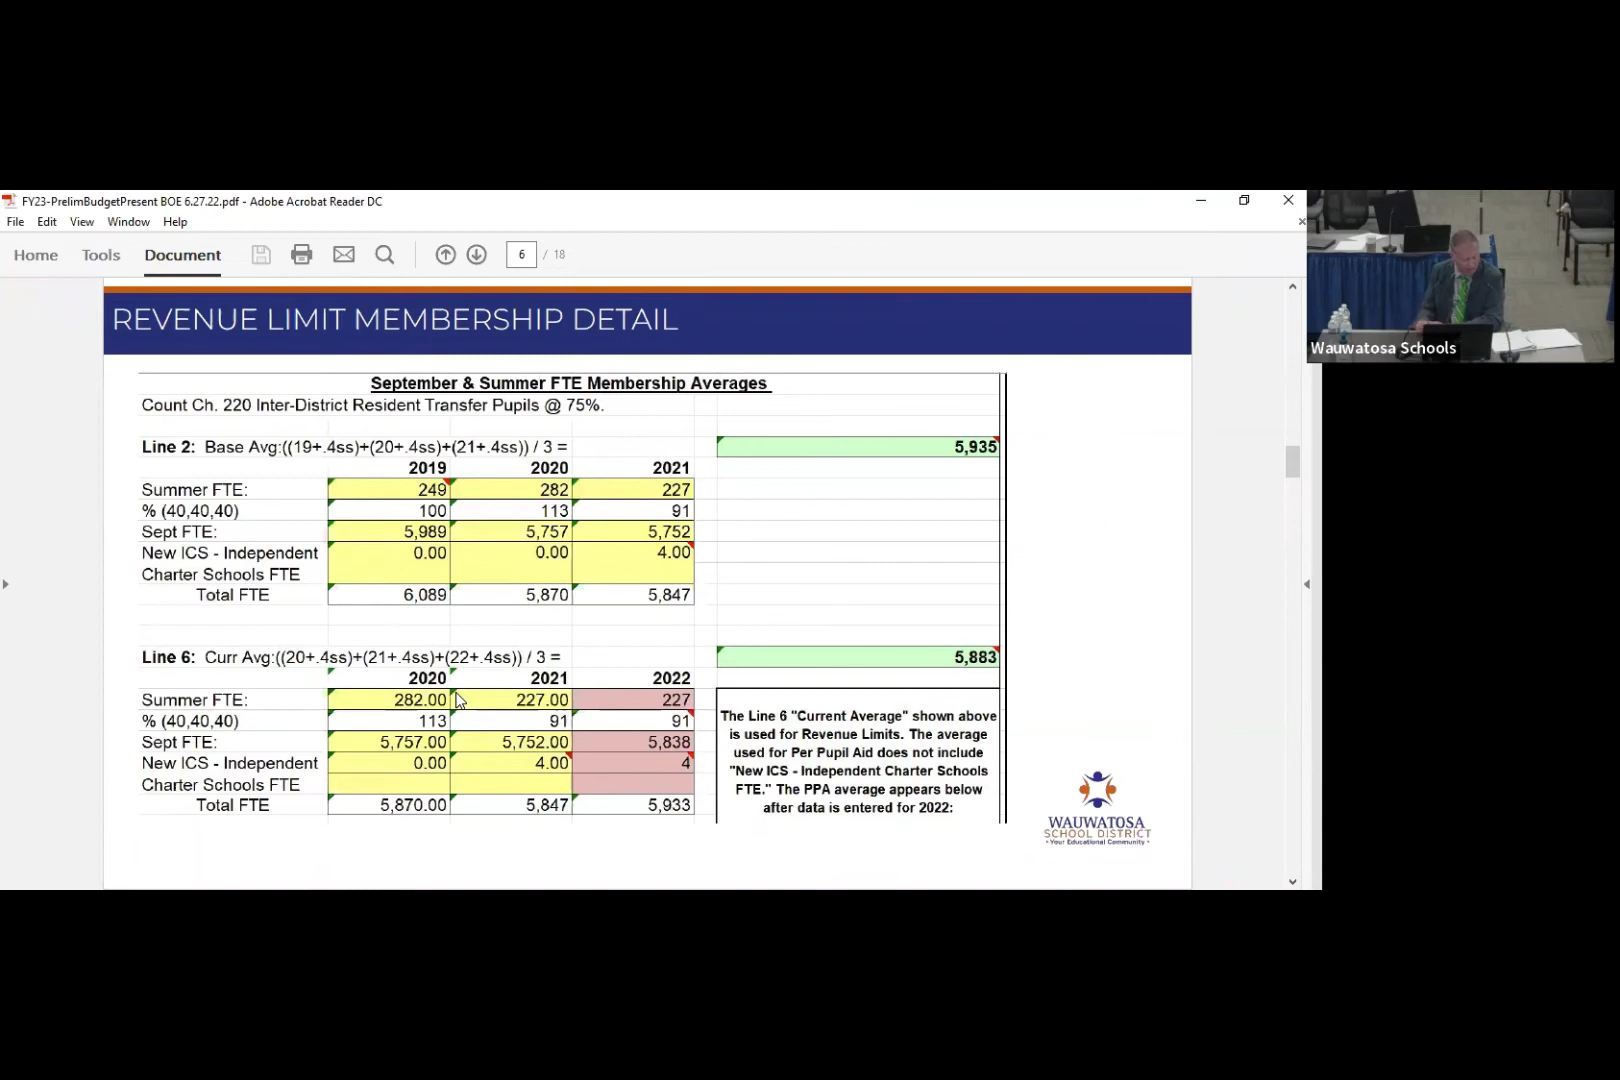 FY23-PrelimBudgetPresent BOE 6.27.22.pdf - Adobe Acrobat Reader DC
File Edit View Window Help
Home Tools Document 6 / 18
REVENUE LIMIT MEMBERSHIP DETAIL
September & Summer FTE Membership Averages
Count Ch. 220 Inter-District Resident Transfer Pupils @ 75%.
Line 2: Base Avg:((19+.4ss)+(20+.4ss)+(21+.4ss)) / 3 = 5,935
2019 2020 2021
Summer FTE: 249 282 227
% (40,40,40) 100 113 91
Sept FTE: 5,989 5,757 5,752
New ICS - Independent 0.00 0.00 4.00
Charter Schools FTE
Total FTE 6,089 5,870 5,847
Line 6: Curr Avg:((20+.4ss)+(21+.4ss)+(22+.4ss)) / 3 = 5,883
2020 2021 2022
Summer FTE: 282.00 227.00 227
% (40,40,40) 113 91 91
Sept FTE: 5,757.00 5,752.00 5,838
New ICS - Independent 0.00 4.00 4
Charter Schools FTE
Total FTE 5,870.00 5,847 5,933
The Line 6 "Current Average" shown above
is used for Revenue Limits. The average
used for Per Pupil Aid does not include
"New ICS - Independent Charter Schools
FTE." The PPA average appears below
after data is entered for 2022:
WAUWATOSA
SCHOOL DISTRICT
• Your Educational Community •
Wauwatosa Schools